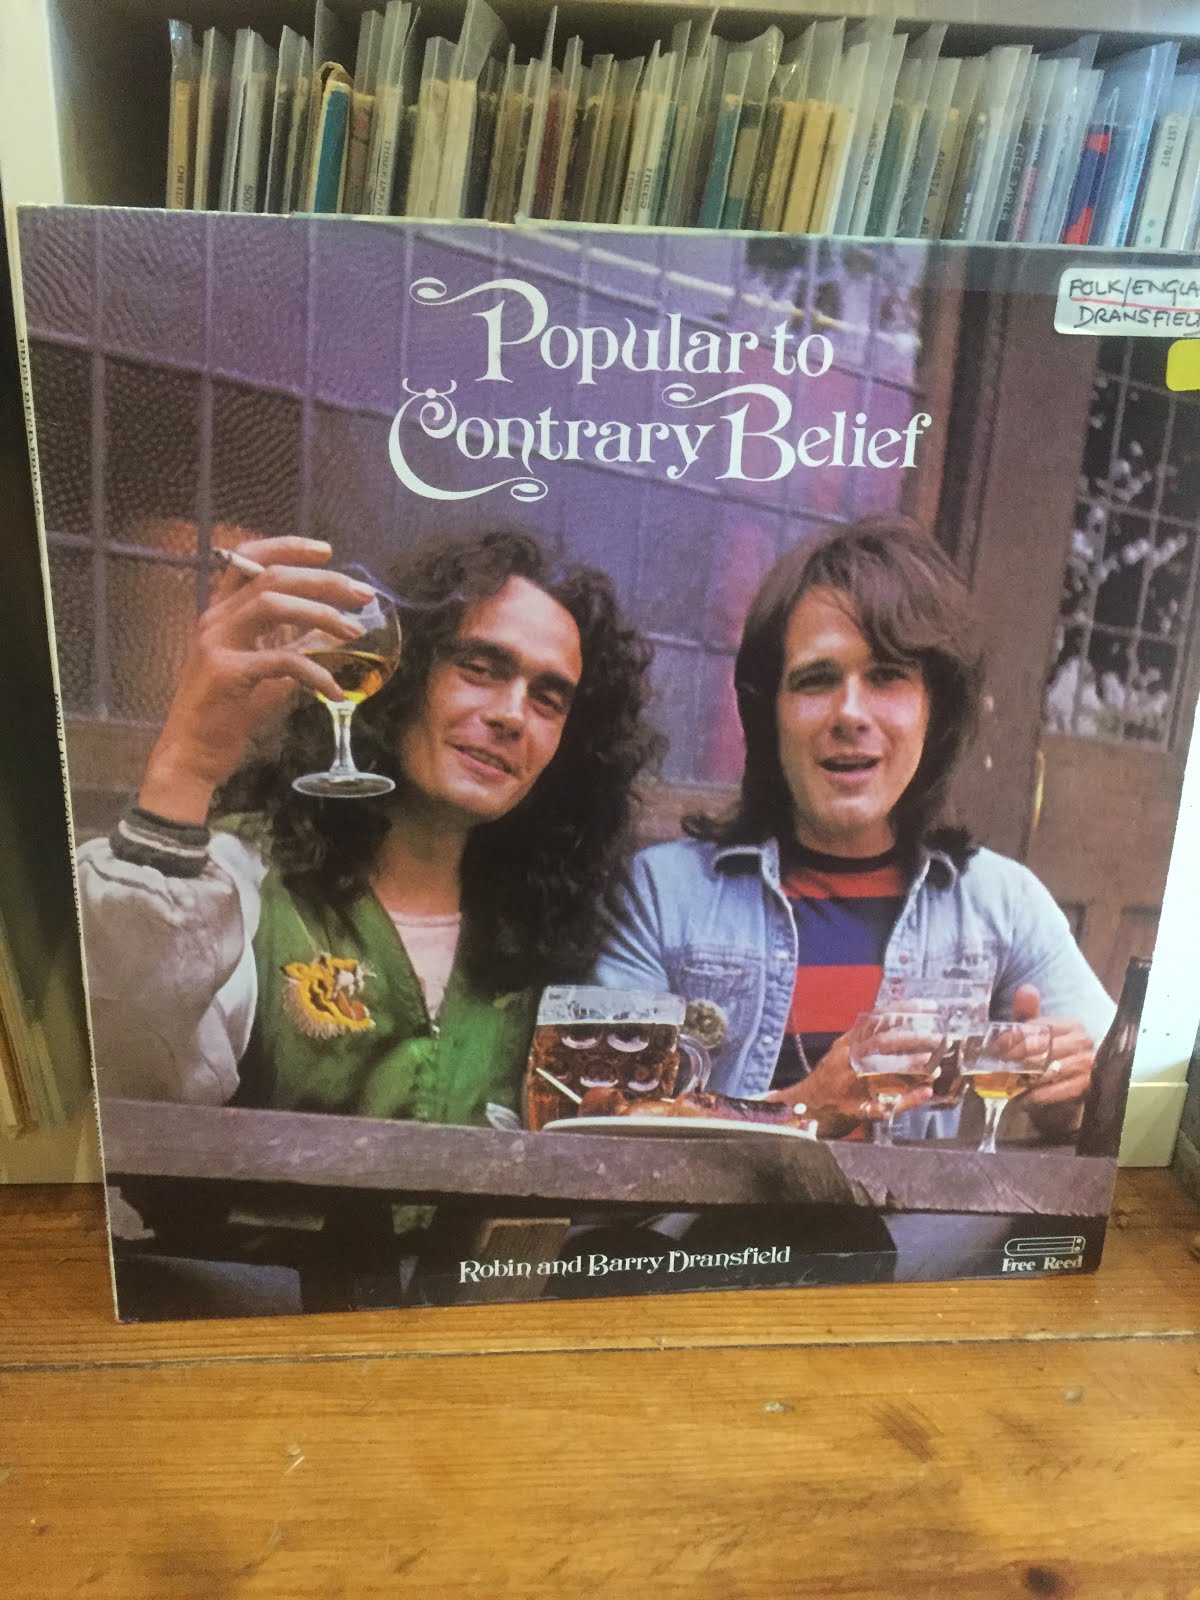 Popular to
Contrary Belief
FOLK/ENGLA
DRANSFIEL
Robin and Barry Dransfield
Free Reed